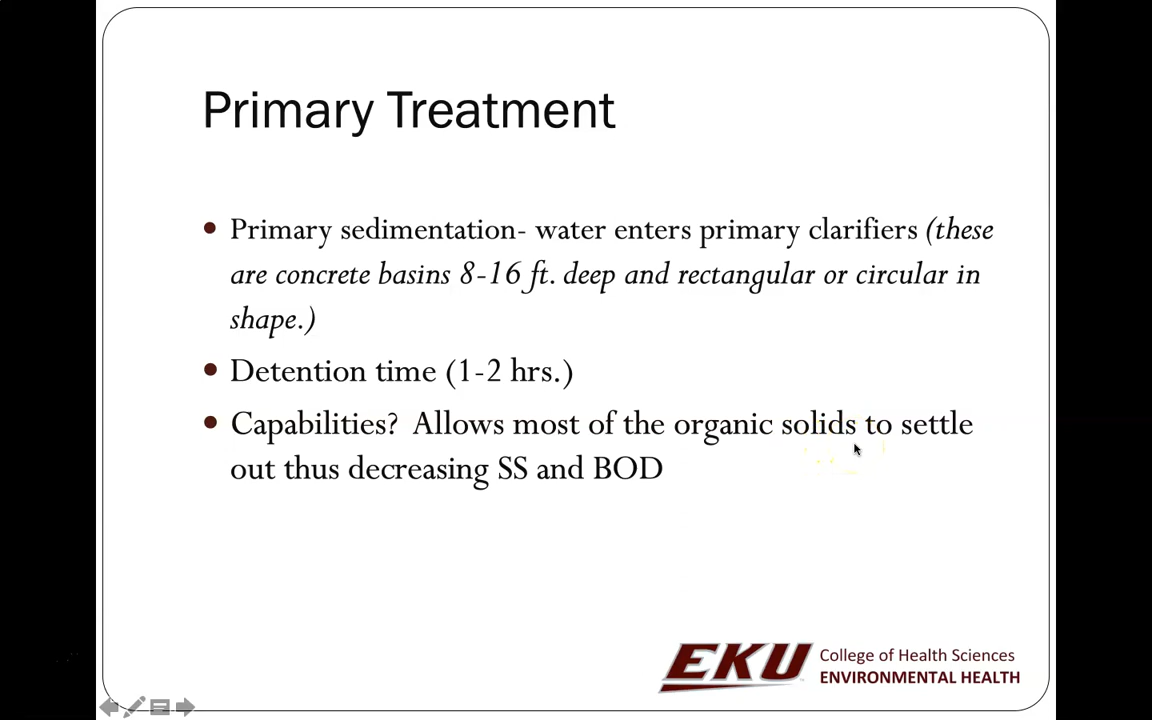 Primary Treatment
• Primary sedimentation- water enters primary clarifiers (these
are concrete basins 8-16 ft. deep and rectangular or circular in
shape.)
• Detention time (1-2 hrs.)
• Capabilities?  Allows most of the organic solids to settle
out thus decreasing SS and BOD
EKU College of Health Sciences
ENVIRONMENTAL HEALTH